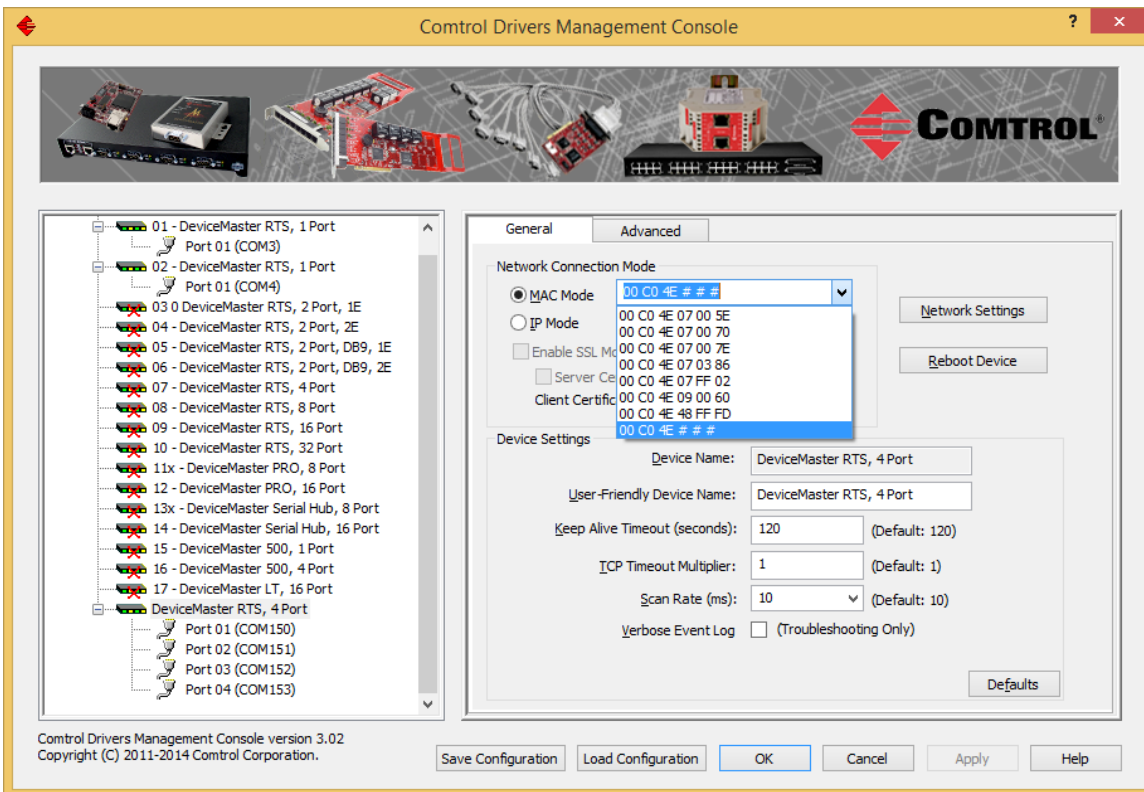 Comtrol Drivers Management Console
?
×
COMTROL®
01 - DeviceMaster RTS, 1 Port
Port 01 (COM3)
02 - DeviceMaster RTS, 1 Port
Port 01 (COM4)
03 0 DeviceMaster RTS, 2 Port, 1E
04 - DeviceMaster RTS, 2 Port, 2E
05 - DeviceMaster RTS, 2 Port, DB9, 1E
06 - DeviceMaster RTS, 2 Port, DB9, 2E
07 - DeviceMaster RTS, 4 Port
08 - DeviceMaster RTS, 8 Port
09 - DeviceMaster RTS, 16 Port
10 - DeviceMaster RTS, 32 Port
11x - DeviceMaster PRO, 8 Port
12 - DeviceMaster PRO, 16 Port
13x - DeviceMaster Serial Hub, 8 Port
14 - DeviceMaster Serial Hub, 16 Port
15 - DeviceMaster 500, 1 Port
16 - DeviceMaster 500, 4 Port
17 - DeviceMaster LT, 16 Port
DeviceMaster RTS, 4 Port
Port 01 (COM150)
Port 02 (COM151)
Port 03 (COM152)
Port 04 (COM153)
General
Advanced
Network Connection Mode
MAC Mode
00 C0 4E # # #
IP Mode
Enable SSL Mo
Server Ce
Client Certific
00 C0 4E 07 00 5E
00 C0 4E 07 00 70
00 C0 4E 07 00 7E
00 C0 4E 07 03 86
00 C0 4E 07 FF 02
00 C0 4E 09 00 60
00 C0 4E 48 FF FD
00 C0 4E # # #
Network Settings
Reboot Device
Device Settings
Device Name: DeviceMaster RTS, 4 Port
User-Friendly Device Name: DeviceMaster RTS, 4 Port
Keep Alive Timeout (seconds): 120 (Default: 120)
TCP Timeout Multiplier: 1 (Default: 1)
Scan Rate (ms): 10 (Default: 10)
Verbose Event Log (Troubleshooting Only)
Defaults
Comtrol Drivers Management Console version 3.02
Copyright (C) 2011-2014 Comtrol Corporation.
Save Configuration
Load Configuration
OK
Cancel
Apply
Help